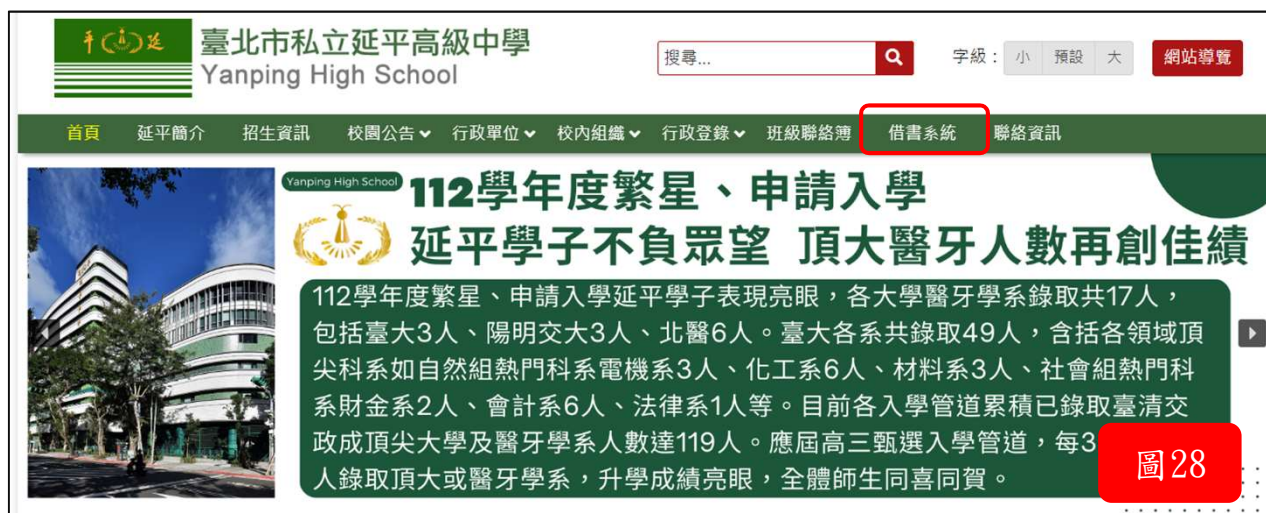 臺北市私立延平高級中學
Yanping High School
搜尋...
字級：
小
預設
大
網站導覽
首頁
延平簡介
招生資訊
校園公告
行政單位
校內組織
行政登錄
班級聯絡簿
借書系統
聯絡資訊
Yanping High School
112學年度繁星、申請入學
延平學子不負眾望 頂大醫牙人數再創佳績
112學年度繁星、申請入學延平學子表現亮眼，各大學醫牙學系錄取共17人，
包括臺大3人、陽明交大3人、北醫6人。臺大各系共錄取49人，含括各領域頂
尖科系如自然組熱門科系電機系3人、化工系6人、材料系3人、社會組熱門科
系財金系2人、會計系6人、法律系1人等。目前各入學管道累積已錄取臺清交
政成頂尖大學及醫牙學系人數達119人。應屆高三甄選入學管道，每3
人錄取頂大或醫牙學系，升學成績亮眼，全體師生同喜同賀。
圖28